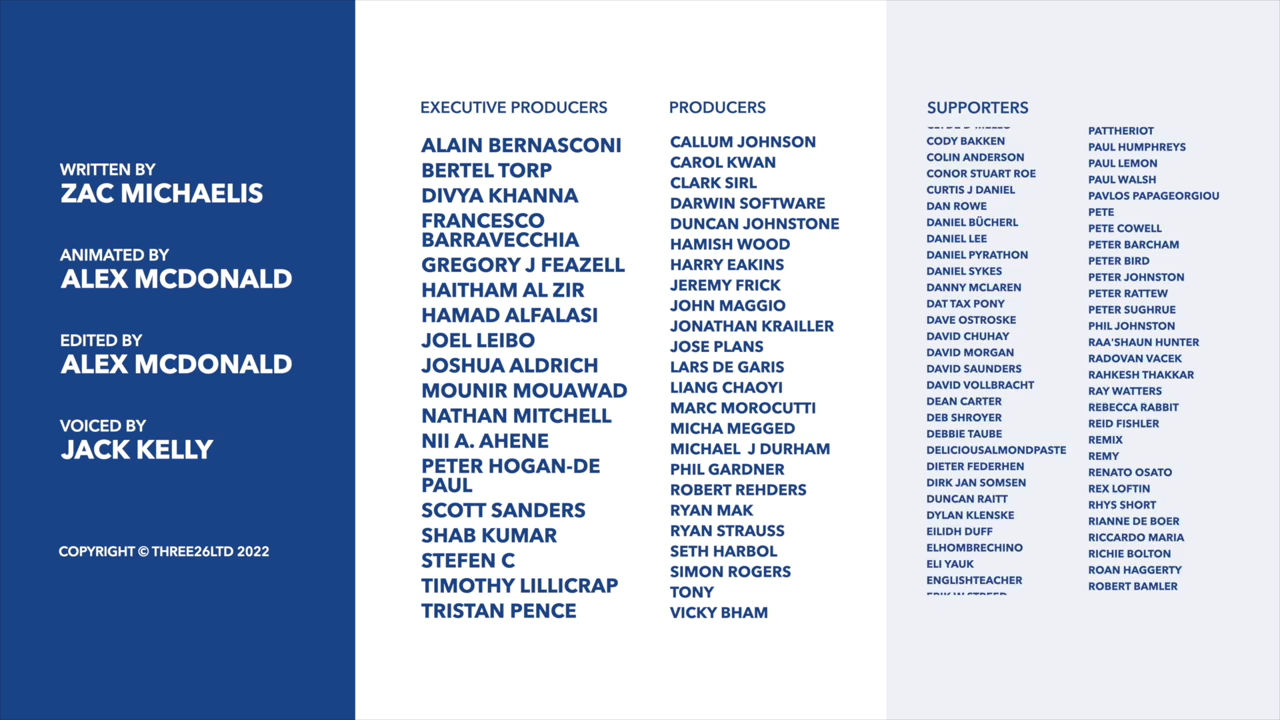 WRITTEN BY
ZAC MICHAELIS
ANIMATED BY
ALEX MCDONALD
EDITED BY
ALEX MCDONALD
VOICED BY
JACK KELLY
COPYRIGHT © THREE26LTD 2022
EXECUTIVE PRODUCERS
ALAIN BERNASCONI
BERTEL TORP
DIVYA KHANNA
FRANCESCO
BARRAVECCHIA
GREGORY J FEAZELL
HAITHAM AL ZIR
HAMAD ALFALASI
JOEL LEIBO
JOSHUA ALDRICH
MOUNIR MOUAWAD
NATHAN MITCHELL
NII A. AHENE
PETER HOGAN-DE
PAUL
SCOTT SANDERS
SHAB KUMAR
STEFEN C
TIMOTHY LILLICRAP
TRISTAN PENCE
PRODUCERS
CALLUM JOHNSON
CAROL KWAN
CLARK SIRL
DARWIN SOFTWARE
DUNCAN JOHNSTONE
HAMISH WOOD
HARRY EAKINS
JEREMY FRICK
JOHN MAGGIO
JONATHAN KRAILLER
JOSE PLANS
LARS DE GARIS
LIANG CHAOYI
MARC MOROCUTTI
MICHA MEGGED
MICHAEL  J DURHAM
PHIL GARDNER
ROBERT REHDERS
RYAN MAK
RYAN STRAUSS
SETH HARBOL
SIMON ROGERS
TONY
VICKY BHAM
SUPPORTERS
CODY BAKKEN
COLIN ANDERSON
CONOR STUART ROE
CURTIS J DANIEL
DAN ROWE
DANIEL BÜCHERL
DANIEL LEE
DANIEL PYRATHON
DANIEL SYKES
DANNY MCLAREN
DAT TAX PONY
DAVE OSTROSKE
DAVID CHUHAY
DAVID MORGAN
DAVID SAUNDERS
DAVID VOLLBRACHT
DEAN CARTER
DEB SHROYER
DEBBIE TAUBE
DELICIOUSALMONDPASTE
DIETER FEDERHEN
DIRK JAN SOMSEN
DUNCAN RAITT
DYLAN KLENSKE
EILIDH DUFF
ELHOMBRECHINO
ELI YAUK
ENGLISHTEACHER
PATTHERIOT
PAUL HUMPHREYS
PAUL LEMON
PAUL WALSH
PAVLOS PAPAGEORGIOU
PETE
PETE COWELL
PETER BARCHAM
PETER BIRD
PETER JOHNSTON
PETER RATTEW
PETER SUGHRUE
PHIL JOHNSTON
RAA'SHAUN HUNTER
RADOVAN VACEK
RAHKESH THAKKAR
RAY WATTERS
REBECCA RABBIT
REID FISHLER
REMIX
REMY
RENATO OSATO
REX LOFTIN
RHYS SHORT
RIANNE DE BOER
RICCARDO MARIA
RICHIE BOLTON
ROAN HAGGERTY
ROBERT BAMLER